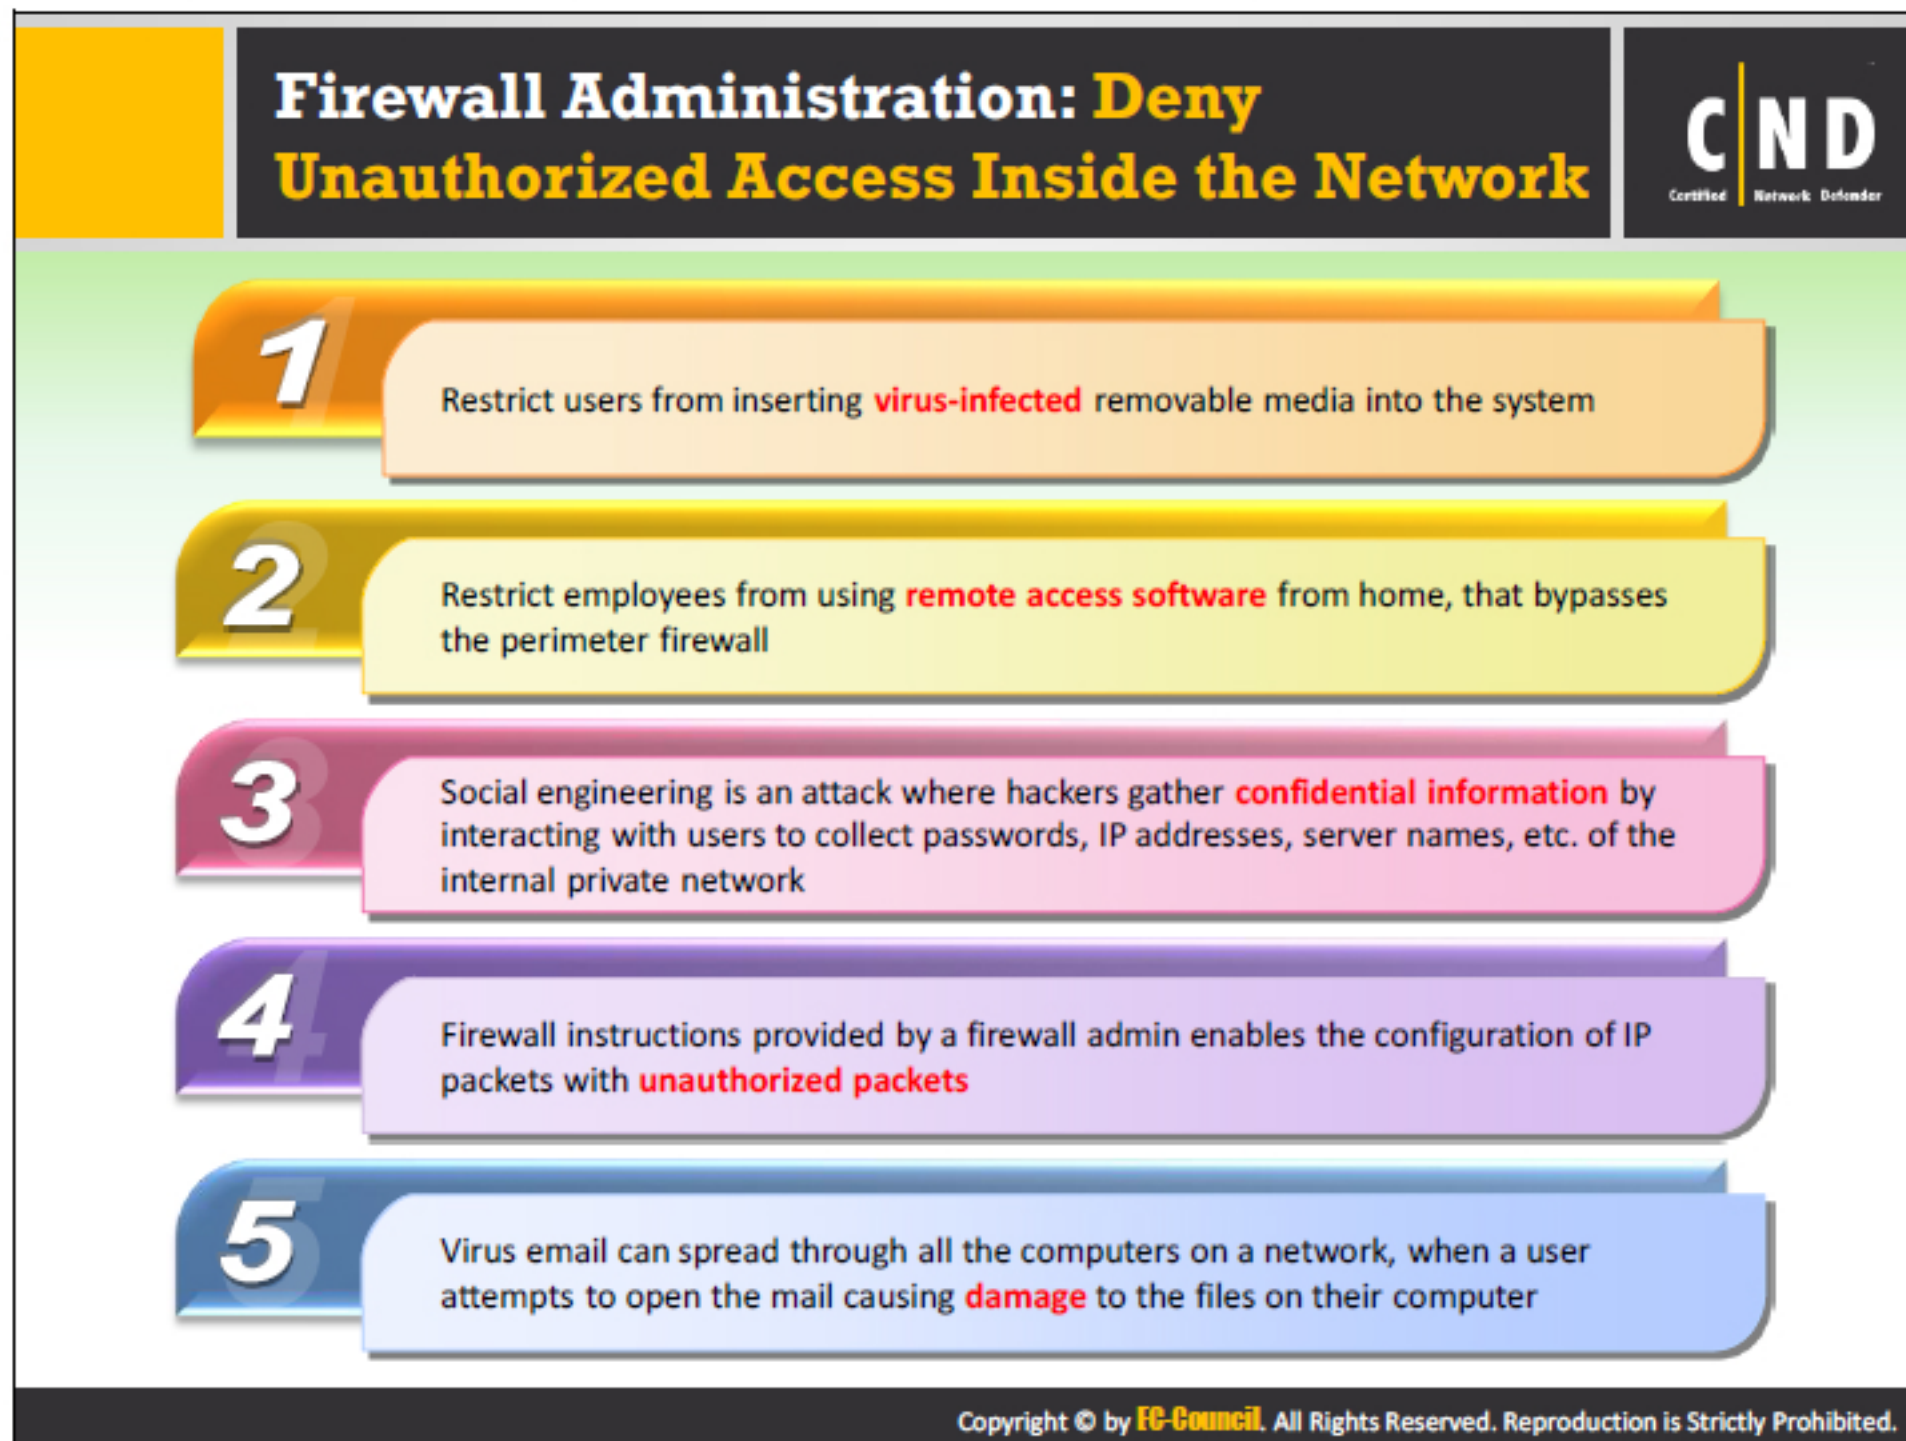 Firewall Administration: Deny
Unauthorized Access Inside the Network
C|ND
Certified Network Defender
1
Restrict users from inserting virus-infected removable media into the system
2
Restrict employees from using remote access software from home, that bypasses
the perimeter firewall
3
Social engineering is an attack where hackers gather confidential information by
interacting with users to collect passwords, IP addresses, server names, etc. of the
internal private network
4
Firewall instructions provided by a firewall admin enables the configuration of IP
packets with unauthorized packets
5
Virus email can spread through all the computers on a network, when a user
attempts to open the mail causing damage to the files on their computer
Copyright © by EC-Council. All Rights Reserved. Reproduction is Strictly Prohibited.